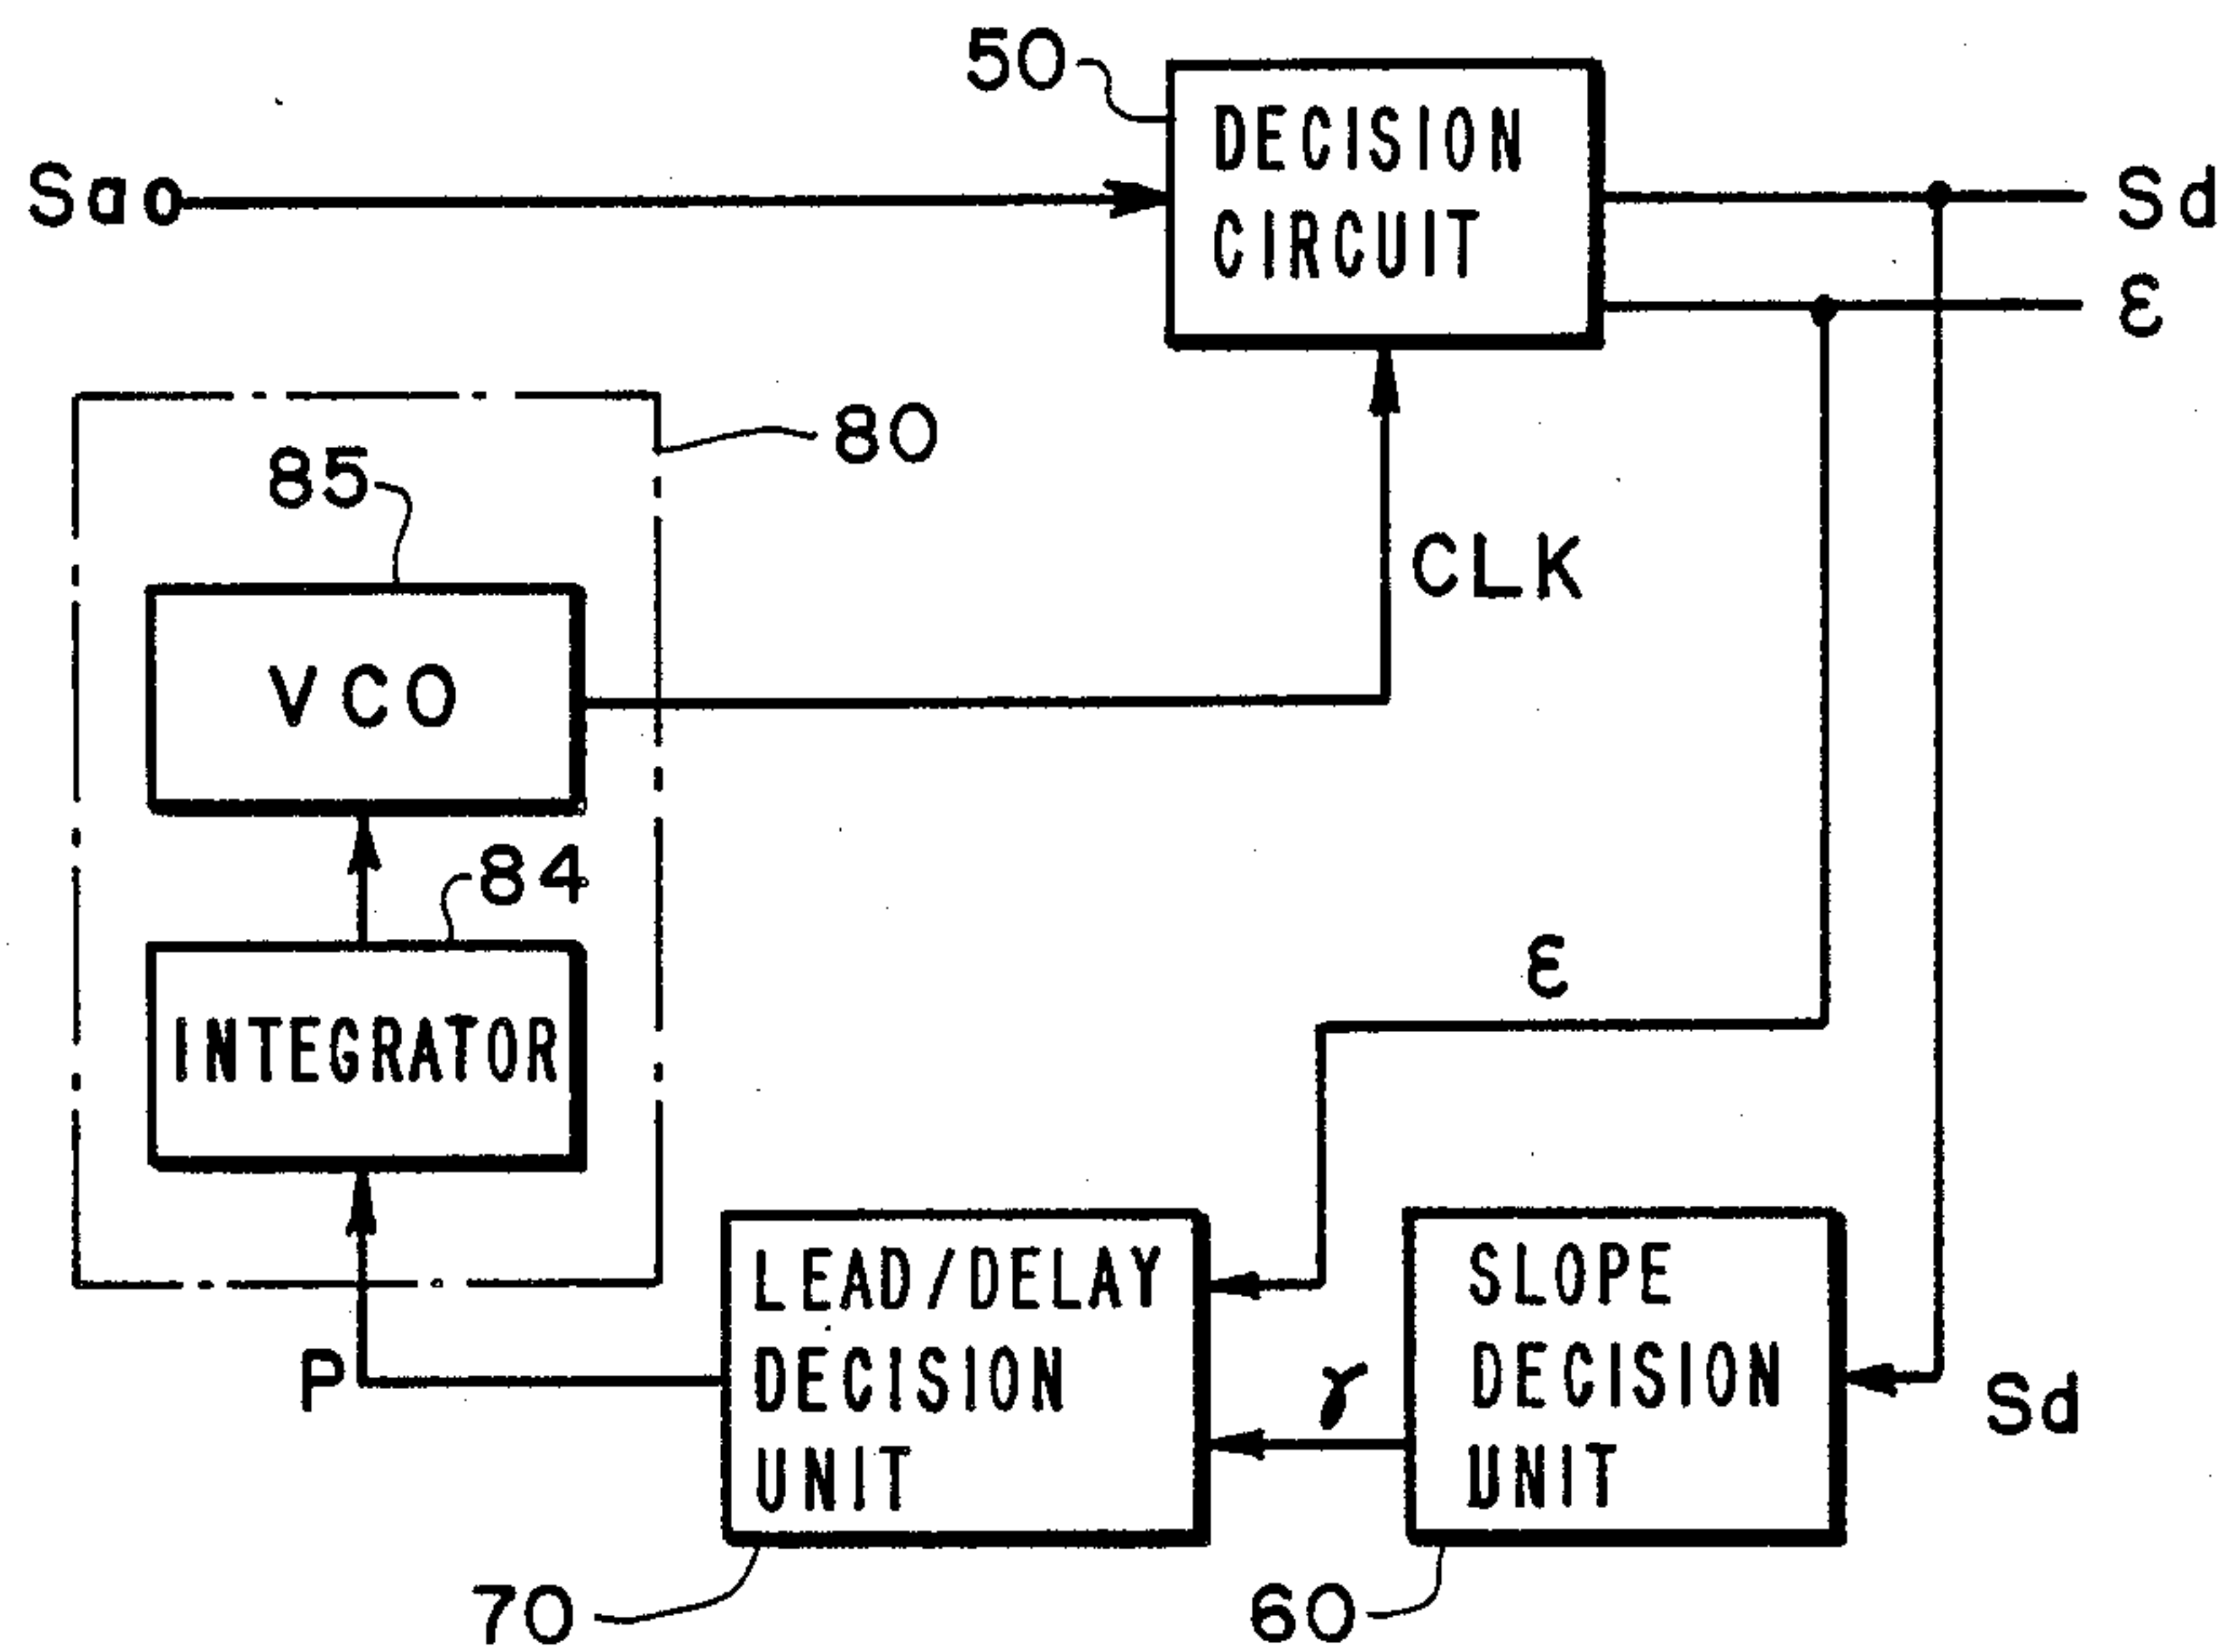 50
DECISION
CIRCUIT
Sao
Sd
ε
80
85
VCO
CLK
84
INTEGRATOR
ε
LEAD/DELAY
DECISION
UNIT
SLOPE
DECISION
UNIT
P
γ
Sd
70
60